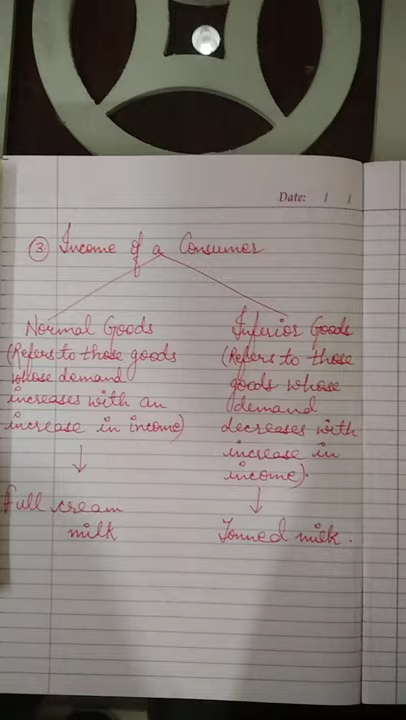 Date: / /
③ Income of a Consumer
Normal Goods
(Refers to those goods
whose demand
increases with an
increase in income)
↓
Full cream
milk
Inferior Goods
(Refers to those
goods whose
demand
decreases with
increase in
income).
↓
Tonned milk.